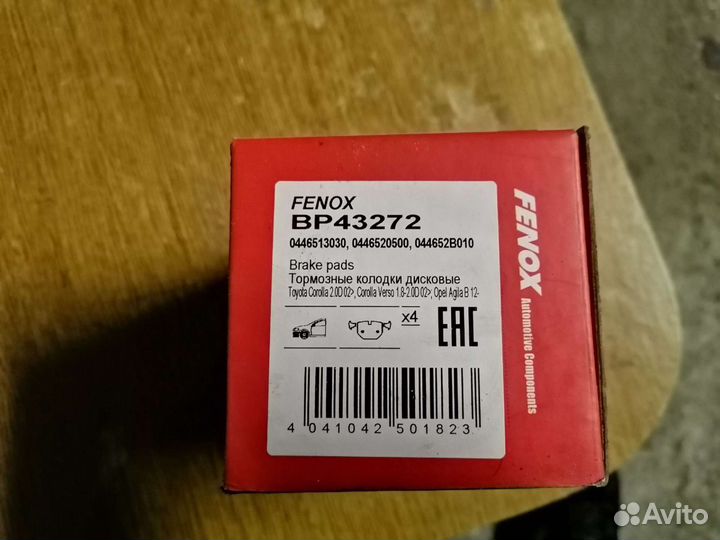 FENOX
BP43272
0446513030, 0446520500, 044652B010
Brake pads
Тормозные колодки дисковые
Toyota Corolla 2.0D 02>, Corolla Verso 1.8-2.0D 02>, Opel Agila B 12-
x4
EAC
4 041042 501823
FENOX
Automotive Components
Avito